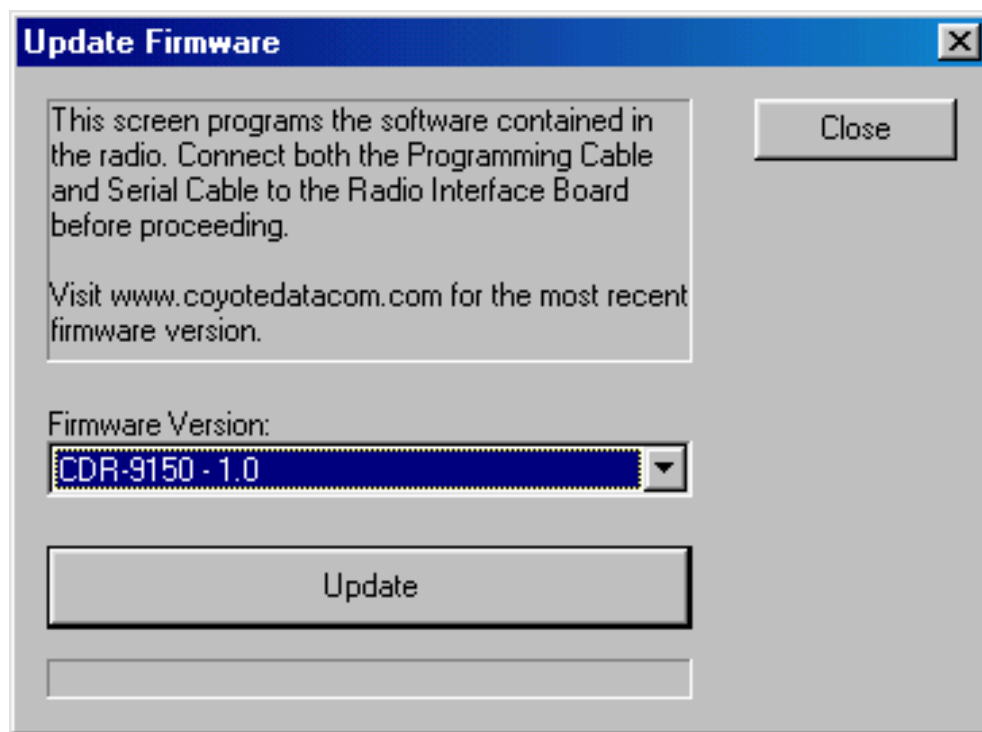 Update Firmware
This screen programs the software contained in
the radio. Connect both the Programming Cable
and Serial Cable to the Radio Interface Board
before proceeding.
Visit www.coyotedatacom.com for the most recent
firmware version.
Close
Firmware Version:
CDR-9150 - 1.0
Update